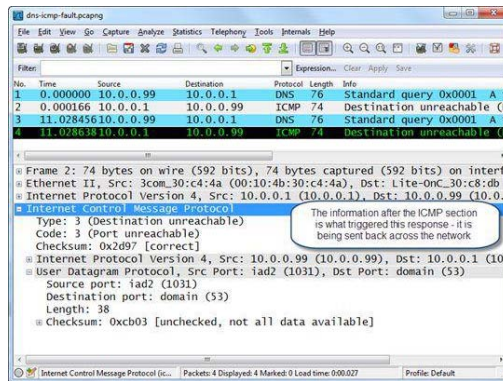 dns-icmp-fault.pcapng
File Edit View Go Capture Analyze Statistics Telephony Tools Internals Help
Filter: Expression... Clear Apply Save
No. Time Source Destination Protocol Length Info
1 0.000000 10.0.0.99 10.0.0.1 DNS 76 Standard query 0x0001 A
2 0.000166 10.0.0.1 10.0.0.99 ICMP 74 Destination unreachable (
3 11.028456 10.0.0.99 10.0.0.1 DNS 76 Standard query 0x0001 A
4 11.028638 10.0.0.1 10.0.0.99 ICMP 74 Destination unreachable (
Frame 2: 74 bytes on wire (592 bits), 74 bytes captured (592 bits) on interf
Ethernet II, Src: 3com_30:c4:4a (00:10:4b:30:c4:4a), Dst: Lite-OnC_30:c8:db
Internet Protocol Version 4, Src: 10.0.0.1 (10.0.0.1), Dst: 10.0.0.99 (10.0.
Internet Control Message Protocol
Type: 3 (Destination unreachable)
Code: 3 (Port unreachable)
Checksum: 0x2d97 [correct]
The information after the ICMP section
is what triggered this response - it is
being sent back across the network
Internet Protocol Version 4, Src: 10.0.0.99 (10.0.0.99), Dst: 10.0.0.1 (10
User Datagram Protocol, Src Port: iad2 (1031), Dst Port: domain (53)
Source port: iad2 (1031)
Destination port: domain (53)
Length: 38
Checksum: 0xcb03 [unchecked, not all data available]
Internet Control Message Protocol (ic... Packets: 4 Displayed: 4 Marked: 0 Load time: 0:00.027 Profile: Default